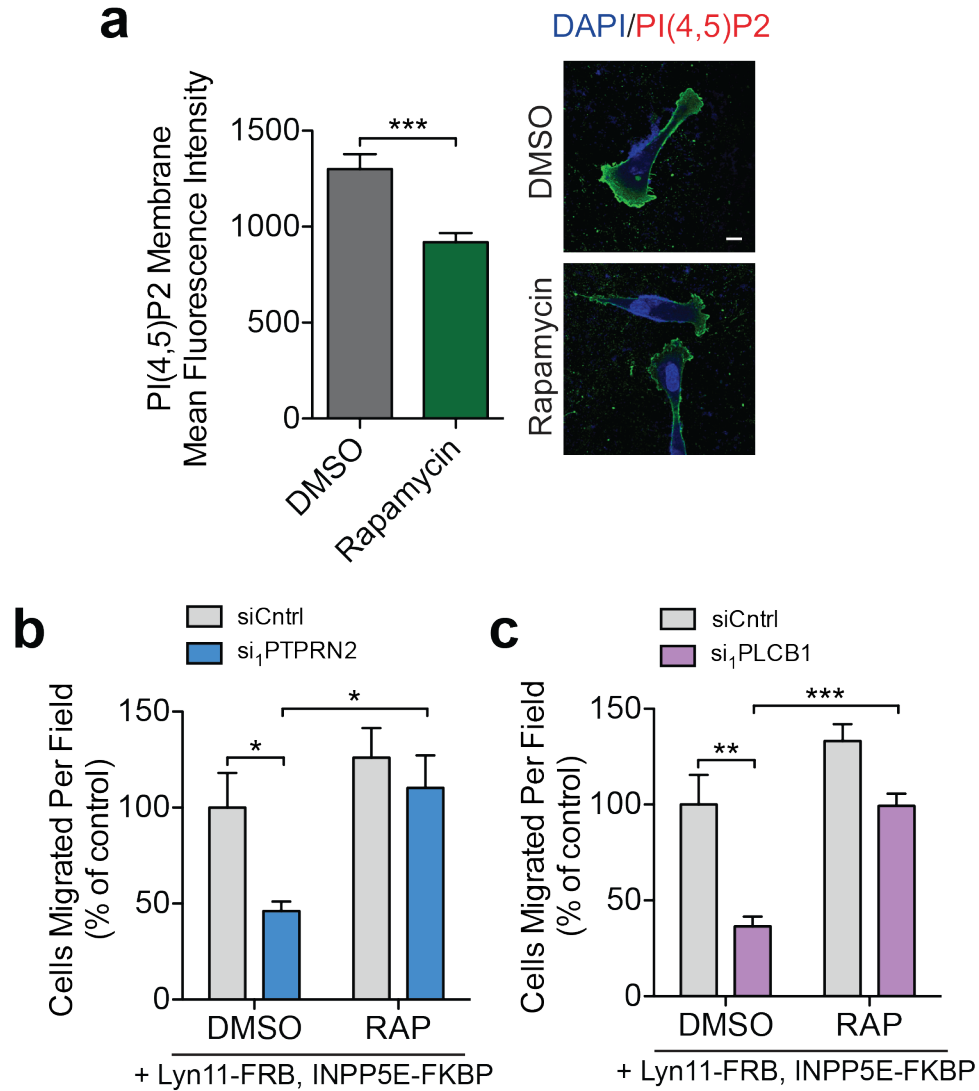 a
DAPI/PI(4,5)P2
PI(4,5)P2 Membrane
Mean Fluorescence Intensity
1500
1000
500
0
***
DMSO
Rapamycin
DMSO
Rapamycin
b
siCntrl
si1PTPRN2
Cells Migrated Per Field
(% of control)
150
100
50
0
*
*
DMSO
RAP
+ Lyn11-FRB, INPP5E-FKBP
c
siCntrl
si1PLCB1
Cells Migrated Per Field
(% of control)
150
100
50
0
**
***
DMSO
RAP
+ Lyn11-FRB, INPP5E-FKBP